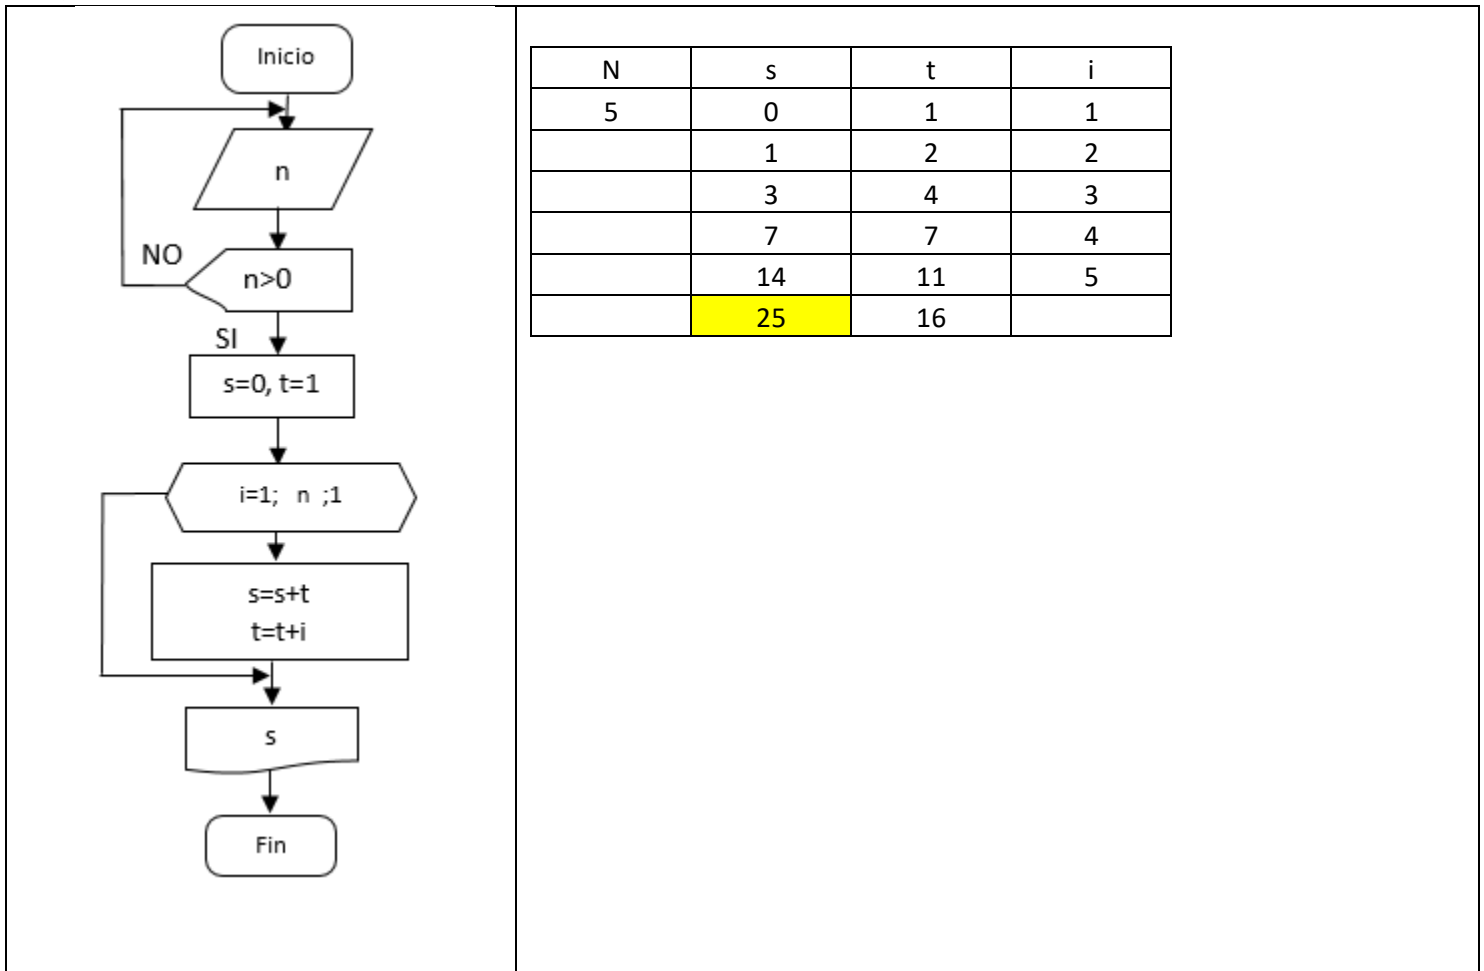 Inicio
n
NO
n>0
SI
s=0, t=1
i=1; n ;1
s=s+t
t=t+i
s
Fin
N s t i
5 0 1 1
1 2 2
3 4 3
7 7 4
14 11 5
25 16